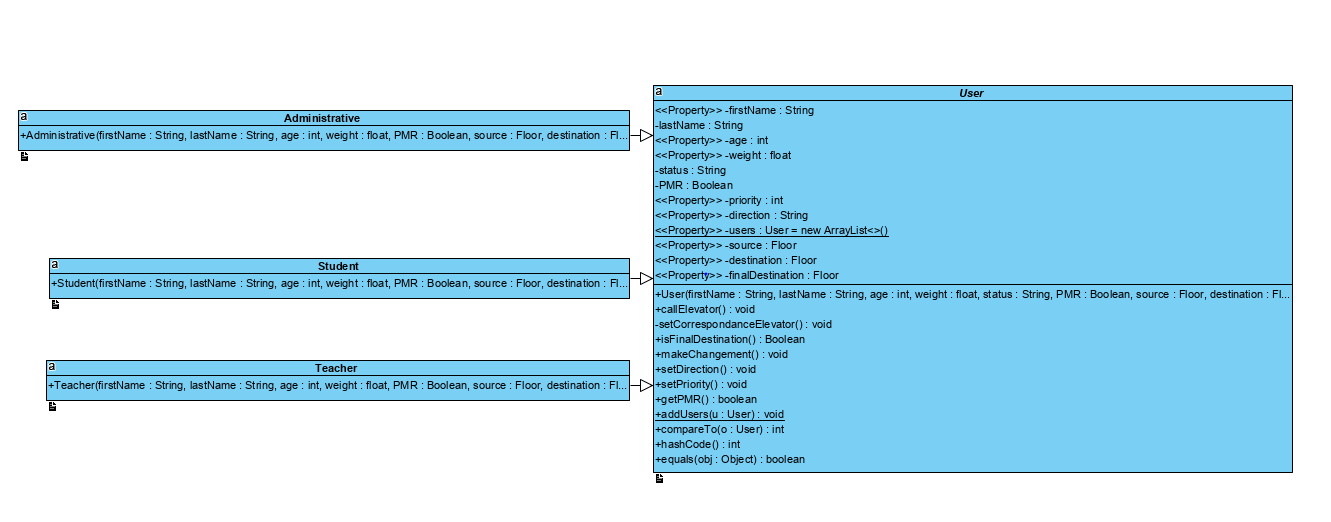 a
Administrative
+Administrative(firstName : String, lastName : String, age : int, weight : float, PMR : Boolean, source : Floor, destination : Fl...
a
Student
+Student(firstName : String, lastName : String, age : int, weight : float, PMR : Boolean, source : Floor, destination : Fl...
a
Teacher
+Teacher(firstName : String, lastName : String, age : int, weight : float, PMR : Boolean, source : Floor, destination : Fl...
a
User
<<Property>> -firstName : String
-lastName : String
<<Property>> -age : int
<<Property>> -weight : float
-status : String
-PMR : Boolean
<<Property>> -priority : int
<<Property>> -direction : String
<<Property>> -users : User = new ArrayList<>()
<<Property>> -source : Floor
<<Property>> -destination : Floor
<<Property>> -finalDestination : Floor
+User(firstName : String, lastName : String, age : int, weight : float, status : String, PMR : Boolean, source : Floor, destination : Fl...
+callElevator() : void
-setCorrespondanceElevator() : void
+isFinalDestination() : Boolean
+makeChangement() : void
+setDirection() : void
+setPriority() : void
+getPMR() : boolean
+addUsers(u : User) : void
+compareTo(o : User) : int
+hashCode() : int
+equals(obj : Object) : boolean